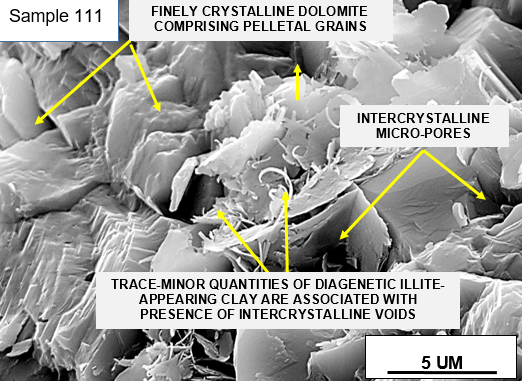 Sample 111
FINELY CRYSTALLINE DOLOMITE
COMPRISING PELLETAL GRAINS
INTERCRYSTALLINE
MICRO-PORES
TRACE-MINOR QUANTITIES OF DIAGENETIC ILLITE-
APPEARING CLAY ARE ASSOCIATED WITH
PRESENCE OF INTERCRYSTALLINE VOIDS
5 UM